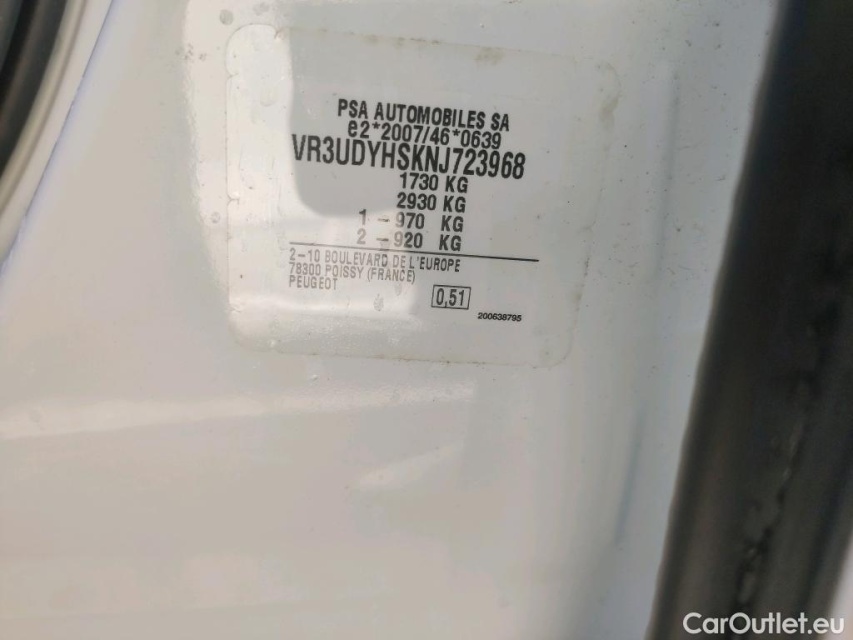 PSA AUTOMOBILES SA
e2*2007/46*0639
VR3UDYHSKNJ723968
1730 KG
2930 KG
1 – 970 KG
2 – 920 KG
2–10 BOULEVARD DE L'EUROPE
78300 POISSY (FRANCE)
PEUGEOT
0,51
200638795
CarOutlet.eu